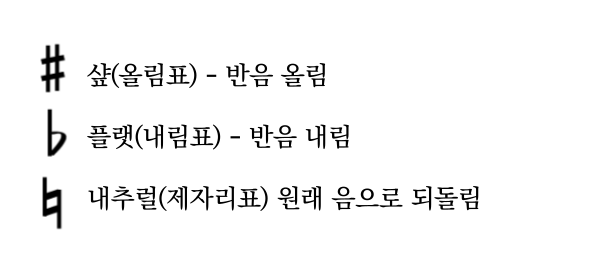 ♯ 샾(올림표) - 반음 올림
♭ 플랫(내림표) - 반음 내림
♮ 내추럴(제자리표) 원래 음으로 되돌림